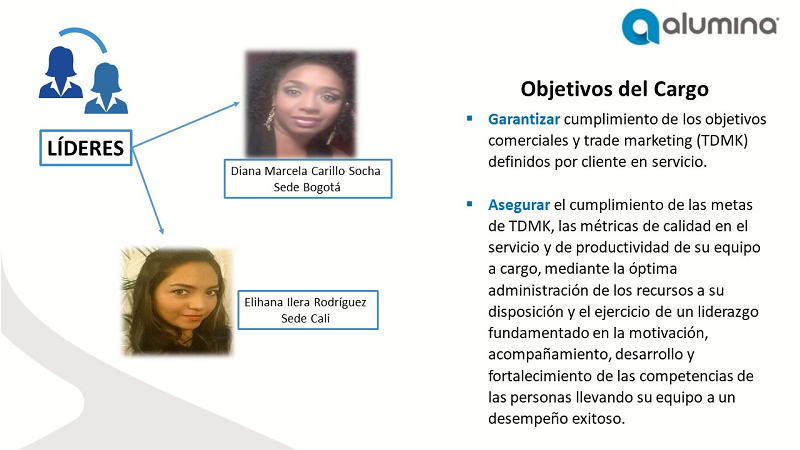 alumina
Objetivos del Cargo
Garantizar cumplimiento de los objetivos
comerciales y trade marketing (TDMK)
definidos por cliente en servicio.
Asegurar el cumplimiento de las metas
de TDMK, las métricas de calidad en el
servicio y de productividad de su equipo
a cargo, mediante la óptima
administración de los recursos a su
disposición y el ejercicio de un liderazgo
fundamentado en la motivación,
acompañamiento, desarrollo y
fortalecimiento de las competencias de
las personas llevando su equipo a un
desempeño exitoso.
LÍDERES
Diana Marcela Carillo Socha
Sede Bogotá
Elihana Ilera Rodríguez
Sede Cali